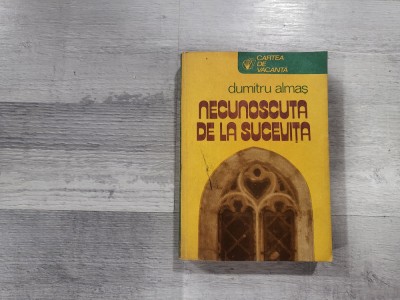 CARTEA
DE
VACANȚĂ
dumitru almaș
NECUNOSCUTA
DE LA SUCEVIȚA